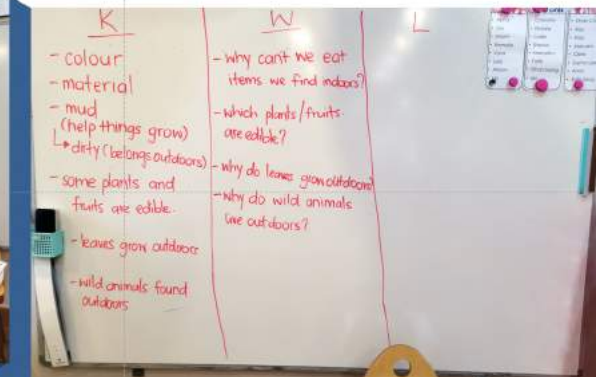 K
- colour
- material
- mud
(help things grow)
↳ dirty (belongs outdoors)
- some plants and
fruits are edible.
- leaves grow outdoors
- wild animals found
outdoors
W
- why can't we eat
items we find indoors?
- which plants/fruits
are edible?
- why do leaves grow outdoors?
- why do wild animals
live outdoors?
L